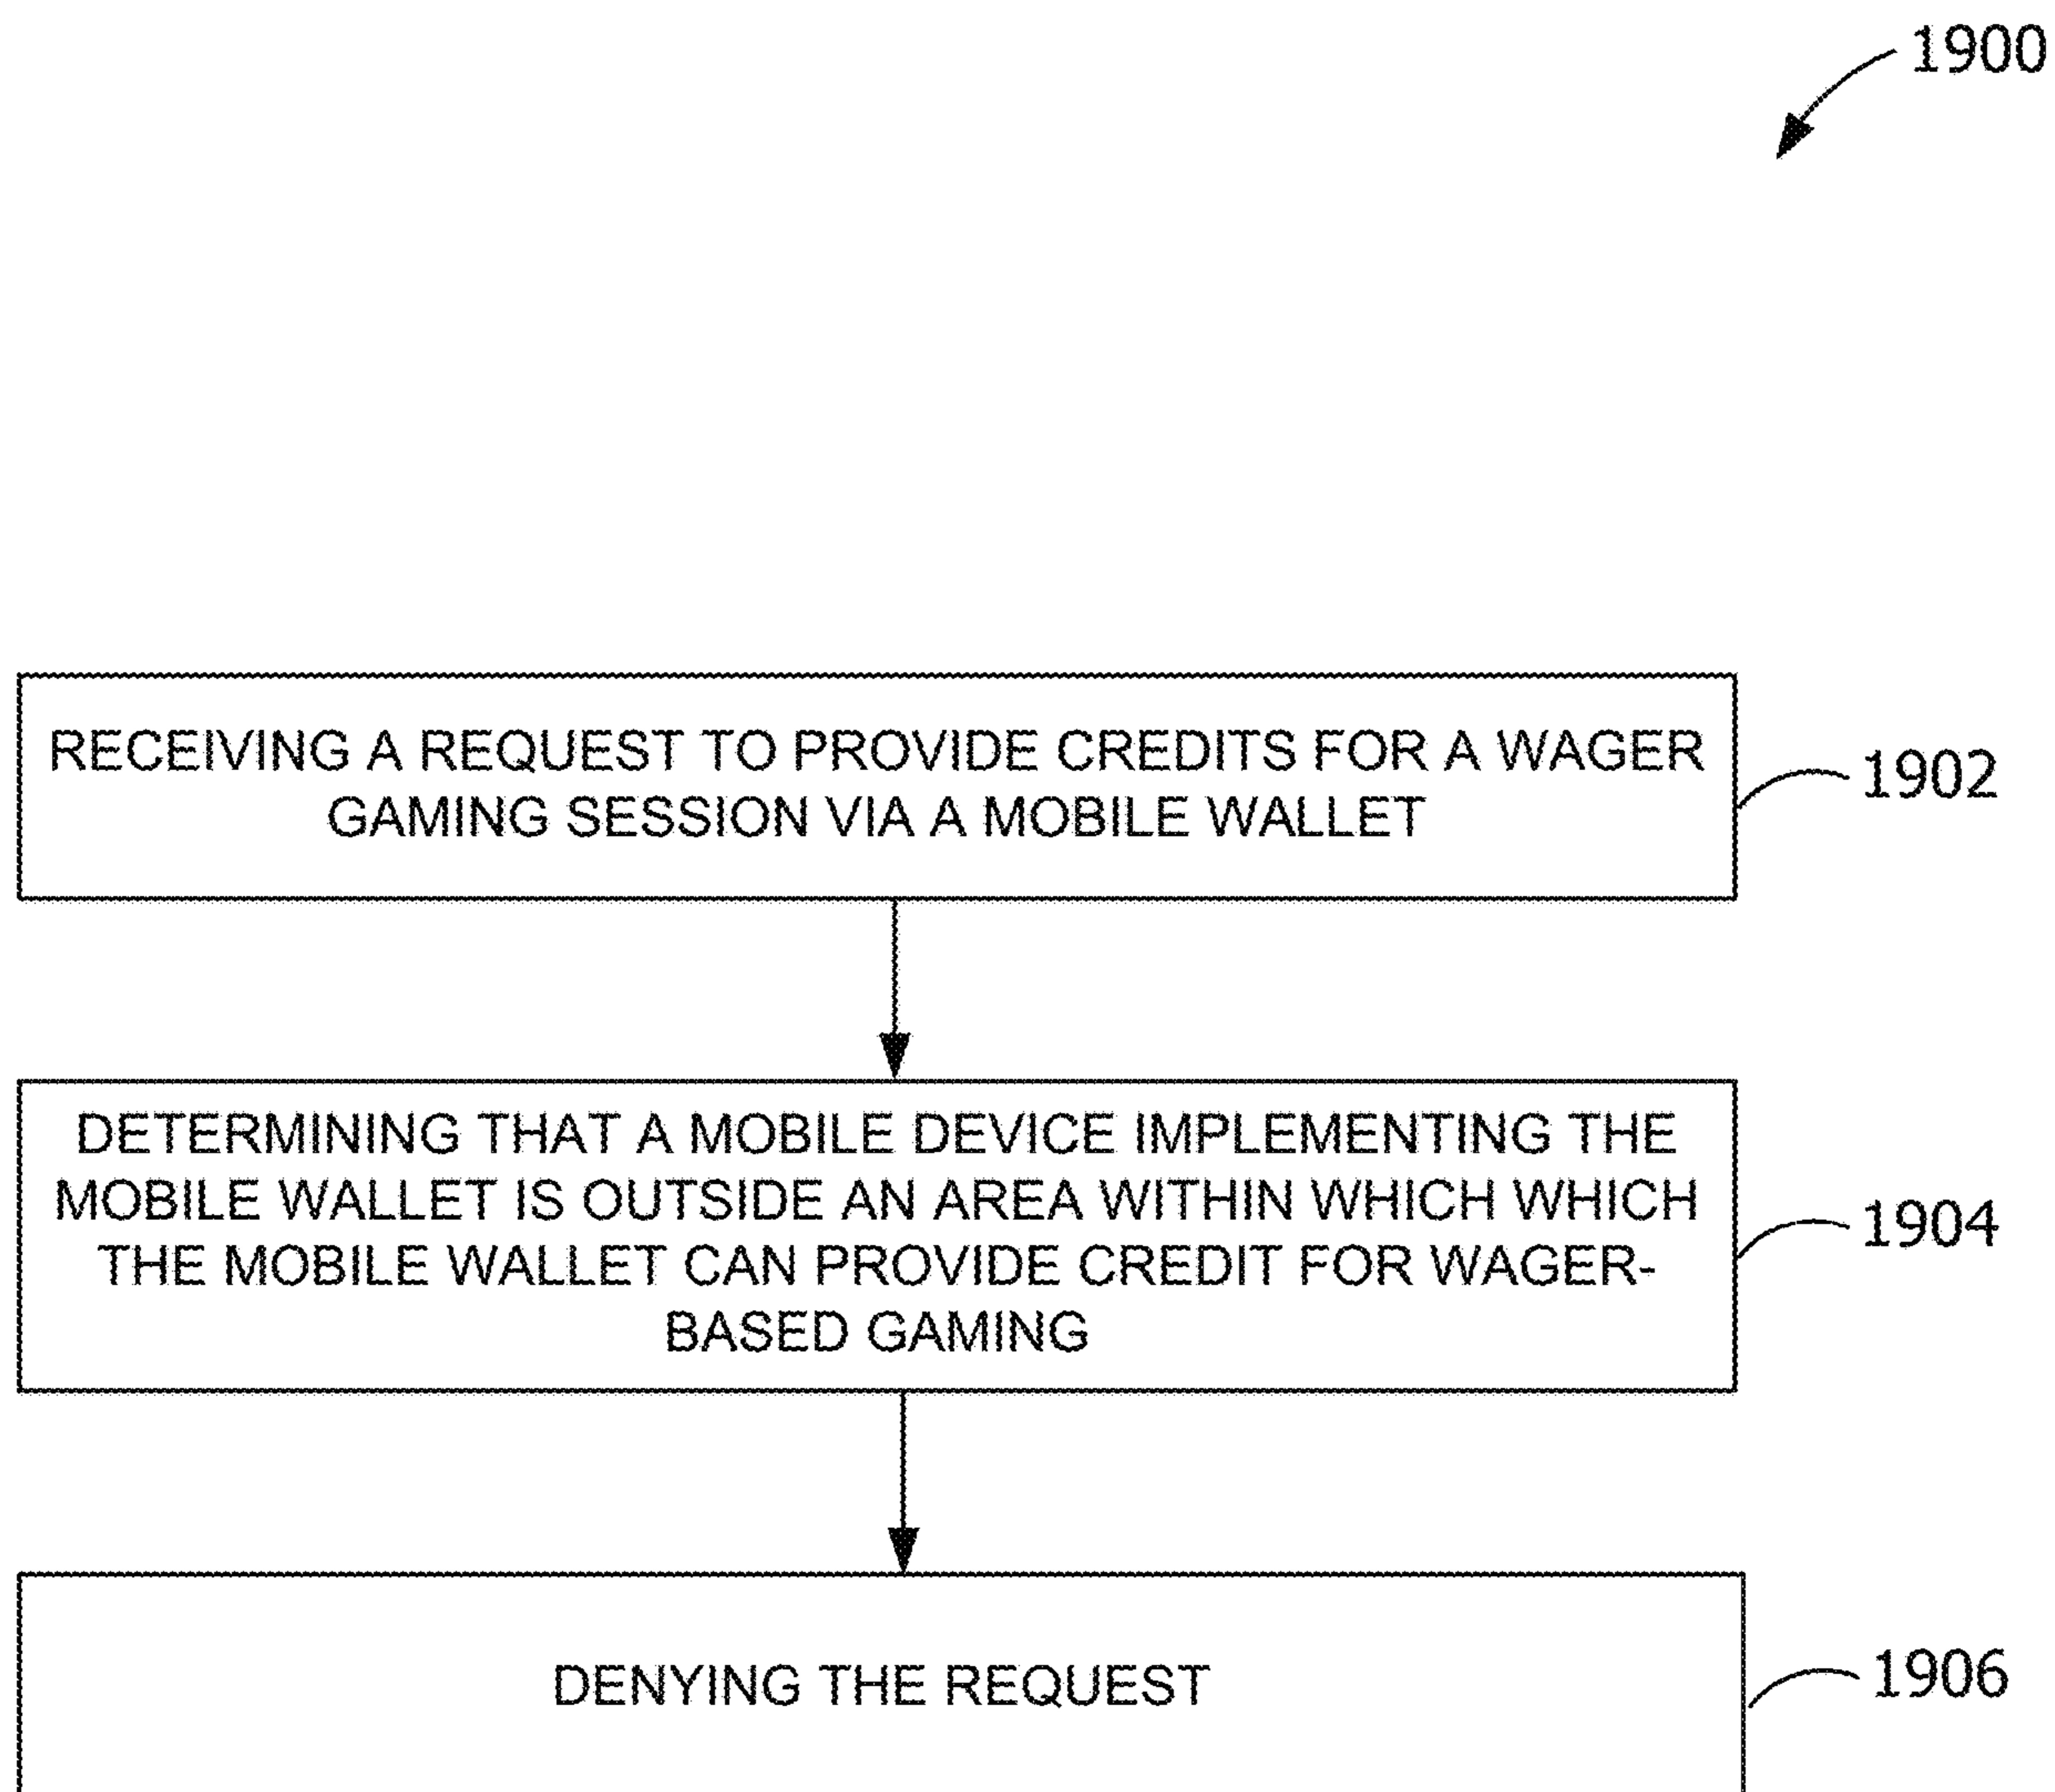 1900
RECEIVING A REQUEST TO PROVIDE CREDITS FOR A WAGER
GAMING SESSION VIA A MOBILE WALLET
1902
DETERMINING THAT A MOBILE DEVICE IMPLEMENTING THE
MOBILE WALLET IS OUTSIDE AN AREA WITHIN WHICH WHICH
THE MOBILE WALLET CAN PROVIDE CREDIT FOR WAGER-
BASED GAMING
1904
DENYING THE REQUEST
1906